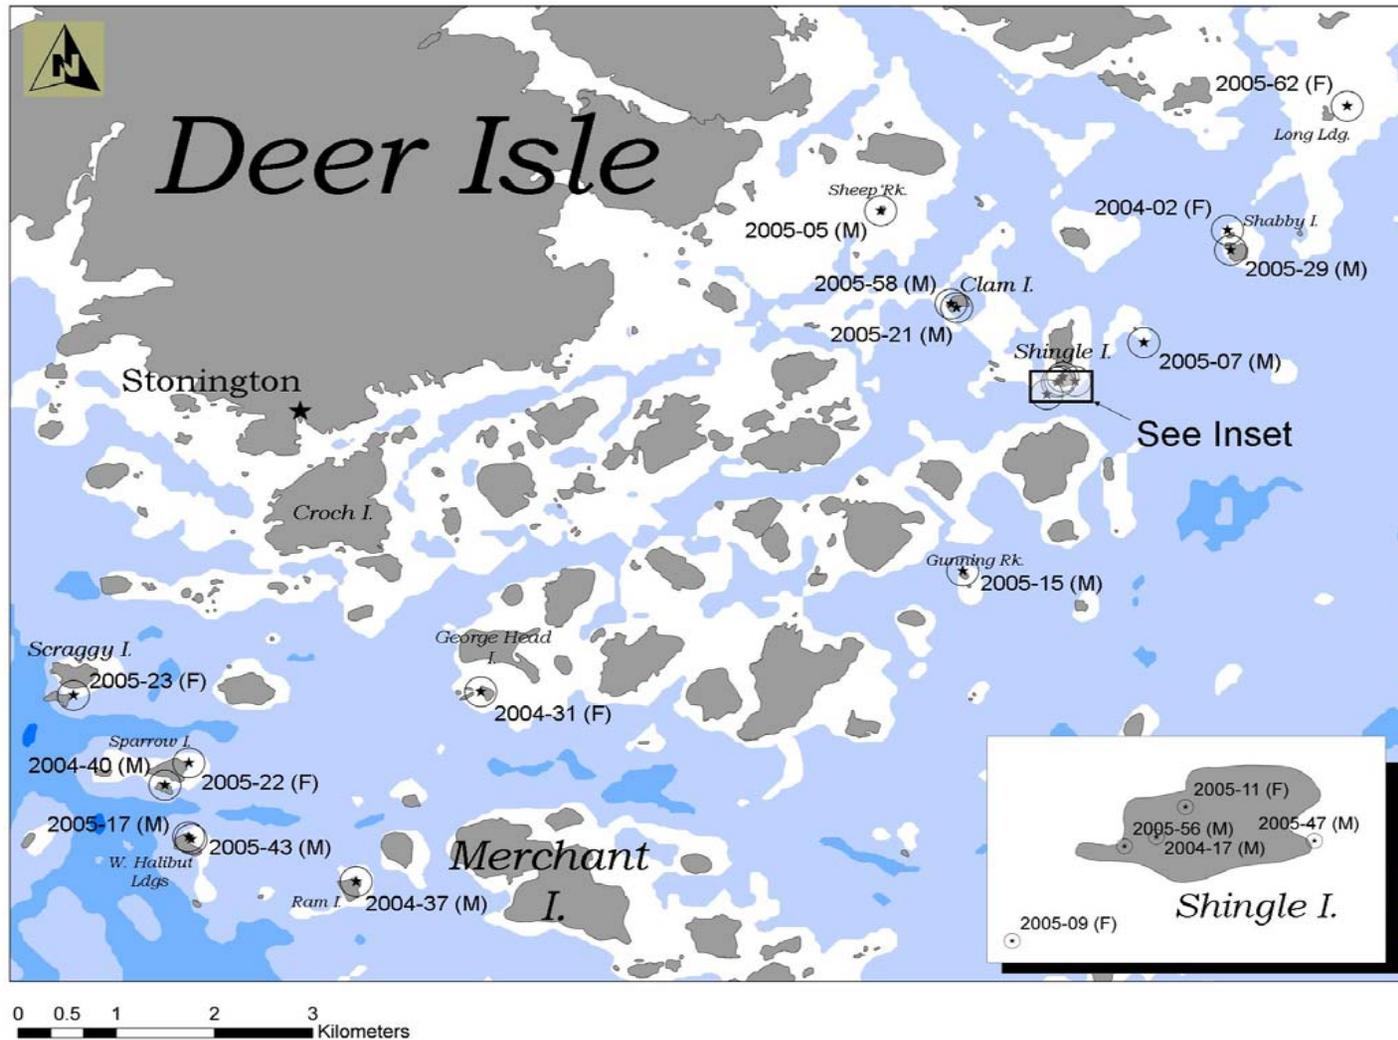 N
Deer Isle
2005-62 (F)
Long Ldg.
Sheep Rk.
2005-05 (M)
2004-02 (F)
Shabby I.
2005-29 (M)
2005-58 (M)
Clam I.
2005-21 (M)
Shingle I.
2005-07 (M)
See Inset
Stonington
Croch I.
Gunning Rk.
2005-15 (M)
George Head
I.
2004-31 (F)
Scraggy I.
2005-23 (F)
Sparrow I.
2004-40 (M)
2005-22 (F)
2005-17 (M)
2005-43 (M)
W. Halibut
Ldgs
Ram I.
2004-37 (M)
Merchant
I.
2005-11 (F)
2005-56 (M)
2005-47 (M)
2004-17 (M)
Shingle I.
2005-09 (F)
0 0.5 1 2 3
Kilometers